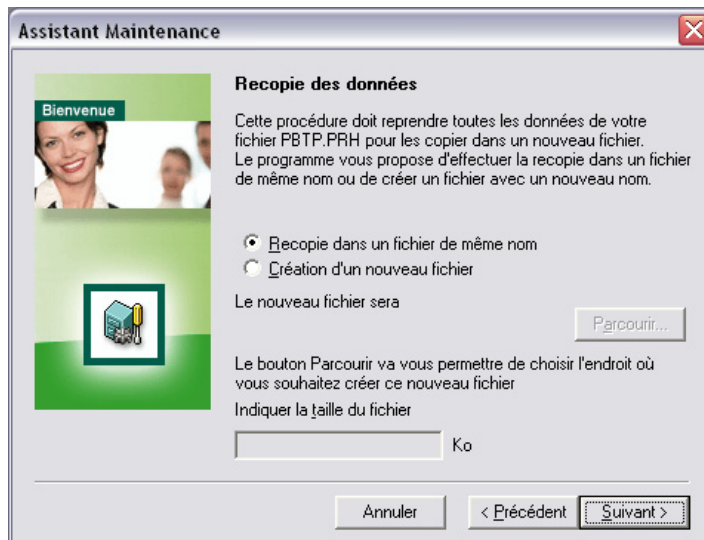 Assistant Maintenance
Bienvenue
Recopie des données
Cette procédure doit reprendre toutes les données de votre
fichier PBTP.PRH pour les copier dans un nouveau fichier.
Le programme vous propose d'effectuer la recopie dans un fichier
de même nom ou de créer un fichier avec un nouveau nom.
Recopie dans un fichier de même nom
Création d'un nouveau fichier
Le nouveau fichier sera
Parcourir...
Le bouton Parcourir va vous permettre de choisir l'endroit où
vous souhaitez créer ce nouveau fichier
Indiquer la taille du fichier
Ko
Annuler
< Précédent
Suivant >